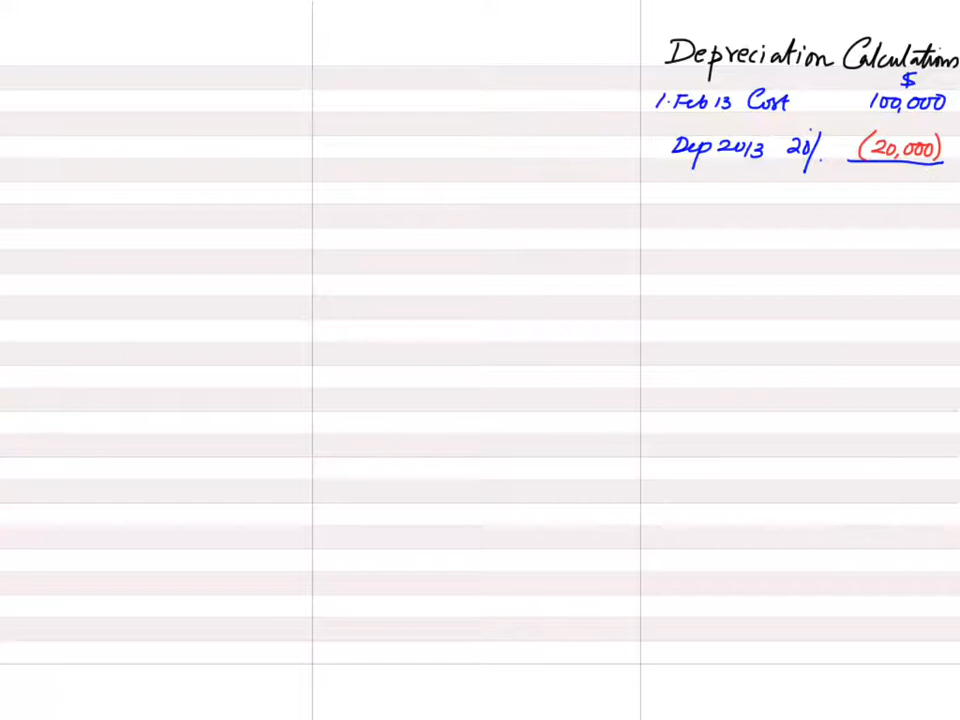 Depreciation Calculations
$
1. Feb 13 Cost 100,000
Dep 2013 20% (20,000)